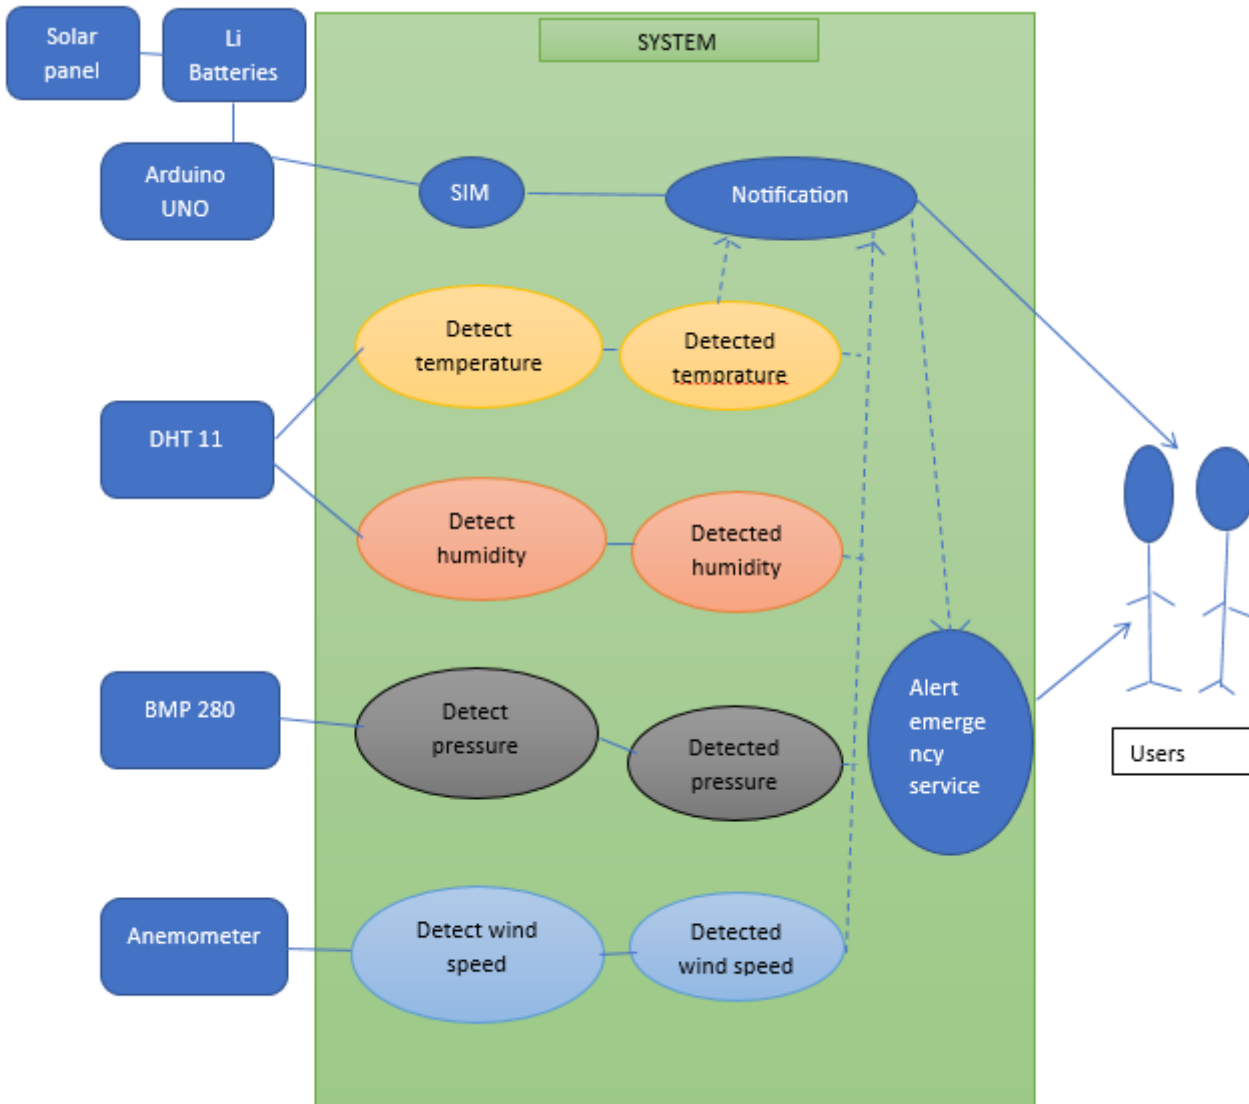 Solar
panel
Li
Batteries
SYSTEM
Arduino
UNO
SIM
Notification
Detect
temperature
Detected
temprature
DHT 11
Detect
humidity
Detected
humidity
BMP 280
Detect
pressure
Detected
pressure
Alert
emerge
ncy
service
Users
Anemometer
Detect wind
speed
Detected
wind speed